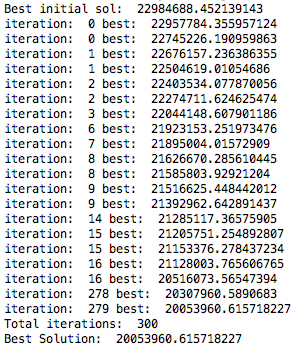 Best initial sol:  22984688.452139143
iteration:  0 best:  22957784.355957124
iteration:  0 best:  22745226.190959863
iteration:  1 best:  22676157.236386355
iteration:  1 best:  22504619.01054686
iteration:  2 best:  22403534.077870056
iteration:  2 best:  22274711.624625474
iteration:  3 best:  22044148.607901186
iteration:  6 best:  21923153.251973476
iteration:  7 best:  21895004.01572909
iteration:  8 best:  21626670.285610445
iteration:  8 best:  21585803.92921204
iteration:  9 best:  21516625.448442012
iteration:  9 best:  21392962.642891437
iteration:  14 best:  21285117.36575905
iteration:  15 best:  21205751.254892807
iteration:  15 best:  21153376.278437234
iteration:  16 best:  21128003.765606765
iteration:  16 best:  20516073.56547394
iteration:  278 best:  20307960.5890683
iteration:  279 best:  20053960.615718227
Total iterations:  300
Best Solution:  20053960.615718227